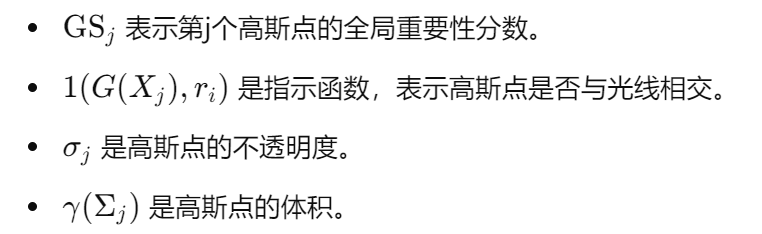 • GS_j 表示第j个高斯点的全局重要性分数。
• 1(G(X_j), r_i) 是指示函数，表示高斯点是否与光线相交。
• σ_j 是高斯点的不透明度。
• γ(Σ_j) 是高斯点的体积。